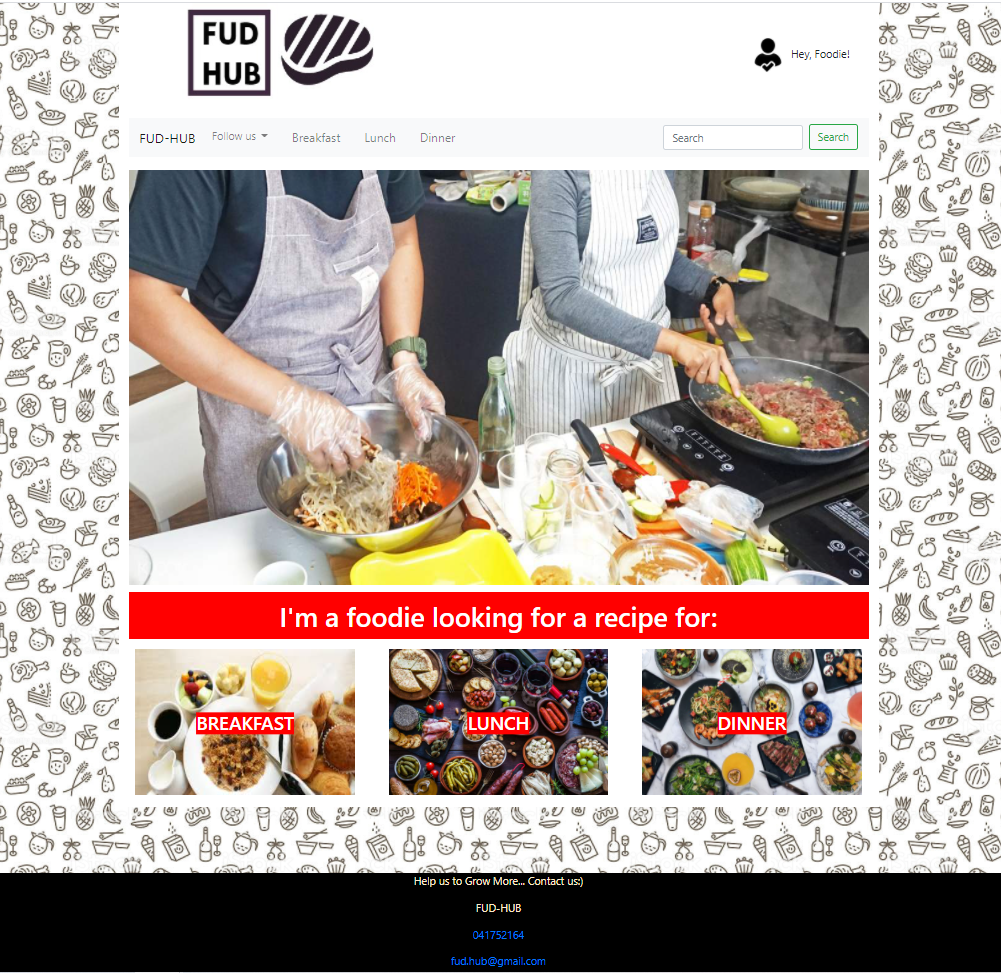 FUD
HUB
Hey, Foodie!
FUD-HUB Follow us Breakfast Lunch Dinner Search Search
I'm a foodie looking for a recipe for:
BREAKFAST LUNCH DINNER
Help us to Grow More... Contact us:)
FUD-HUB
041752164
fud.hub@gmail.com